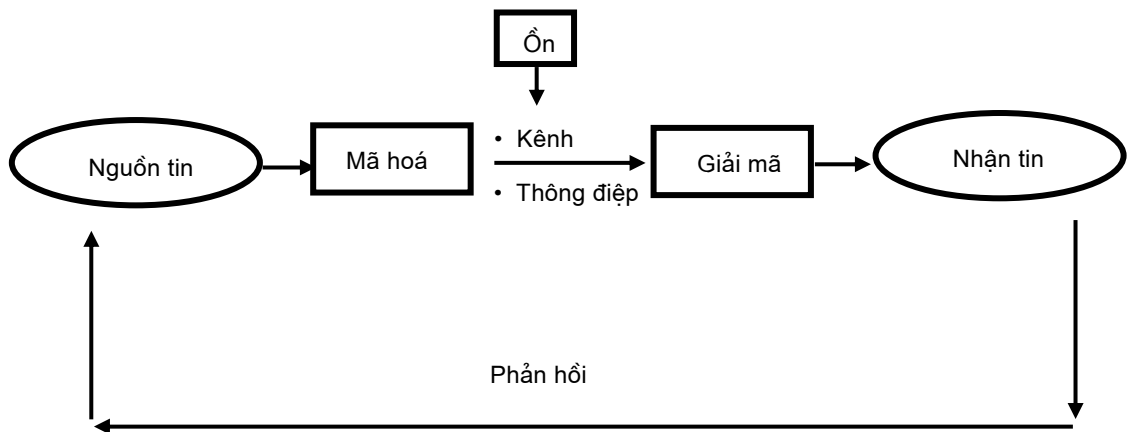 Ồn
Nguồn tin
Mã hoá
• Kênh
• Thông điệp
Giải mã
Nhận tin
Phản hồi